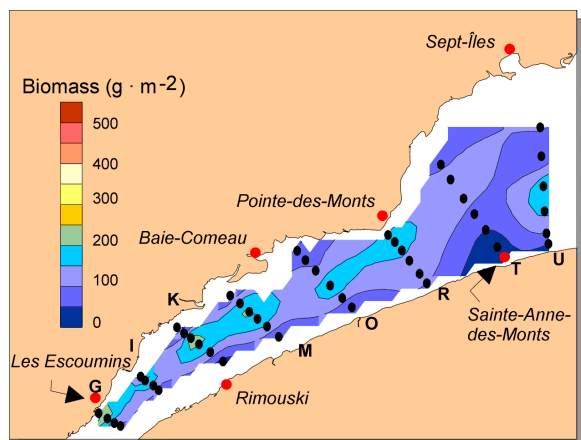 Sept-Îles
Biomass (g · m-2)
500
400
300
200
100
0
Pointe-des-Monts
Baie-Comeau
K
I
Les Escoumins
G
M
O
R
T
U
Sainte-Anne-
des-Monts
Rimouski